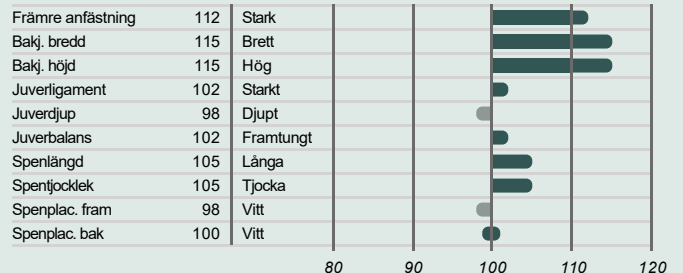 Främre anfästning 112 Stark
Bakj. bredd 115 Brett
Bakj. höjd 115 Hög
Juverligament 102 Starkt
Juverdjup 98 Djupt
Juverbalans 102 Framtungt
Spenlängd 105 Långa
Spentjocklek 105 Tjocka
Spenplac. fram 98 Vitt
Spenplac. bak 100 Vitt
80 90 100 110 120